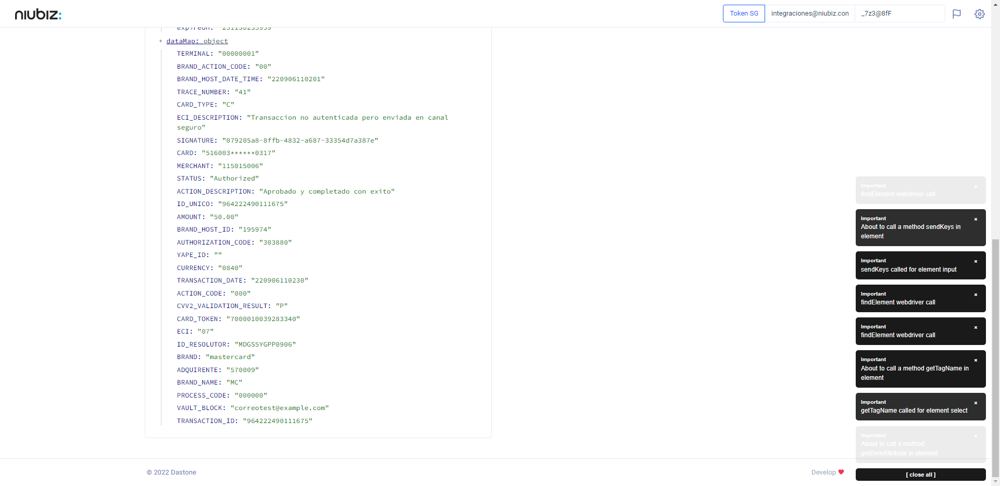 niubiz:
Token SG
integraciones@niubiz.con
_7z3@8fF
expireOn: "231130235959"
+ dataMap: object
TERMINAL: "00000001"
BRAND_ACTION_CODE: "00"
BRAND_HOST_DATE_TIME: "220906110201"
TRACE_NUMBER: "41"
CARD_TYPE: "C"
ECI_DESCRIPTION: "Transaccion no autenticada pero enviada en canal
seguro"
SIGNATURE: "079205a8-8ffb-4832-a687-33354d7a387e"
CARD: "516003******0317"
MERCHANT: "115015006"
STATUS: "Authorized"
ACTION_DESCRIPTION: "Aprobado y completado con exito"
ID_UNICO: "964222490111675"
AMOUNT: "50.00"
BRAND_HOST_ID: "195974"
AUTHORIZATION_CODE: "303880"
YAPE_ID: ""
CURRENCY: "0840"
TRANSACTION_DATE: "220906110230"
ACTION_CODE: "000"
CVV2_VALIDATION_RESULT: "P"
CARD_TOKEN: "7000010039283340"
ECI: "07"
ID_RESOLUTOR: "MDGS5YGPP0906"
BRAND: "mastercard"
ADQUIRENTE: "570009"
BRAND_NAME: "MC"
PROCESS_CODE: "000000"
VAULT_BLOCK: "correotest@example.com"
TRANSACTION_ID: "964222490111675"
Important
findElement webdriver call
Important
About to call a method sendKeys in
element
Important
sendKeys called for element input
Important
findElement webdriver call
Important
findElement webdriver call
Important
About to call a method getTagName in
element
Important
getTagName called for element select
Important
About to call a method
getDomAttribute in element
[ close all ]
© 2022 Dastone
Develop